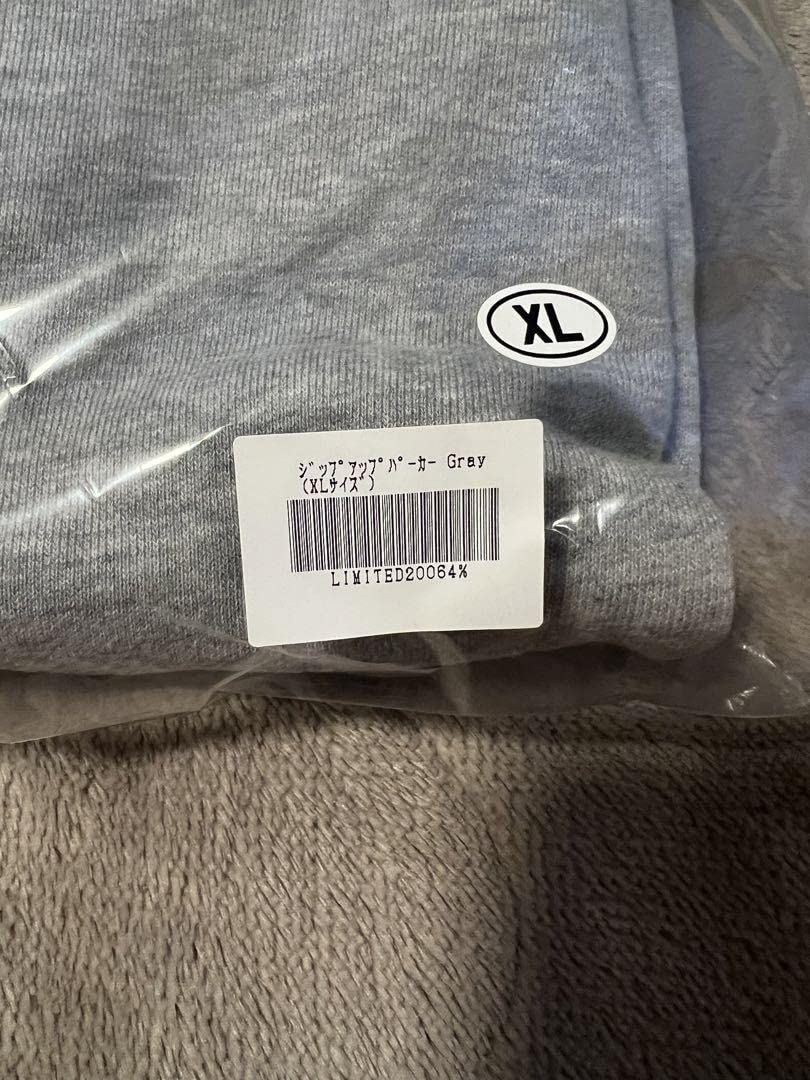 XL
ｼﾞｯﾌﾟｱｯﾌﾟﾊﾟｰｶｰ Gray
(XLｻｲｽﾞ)
LIMITED20064%